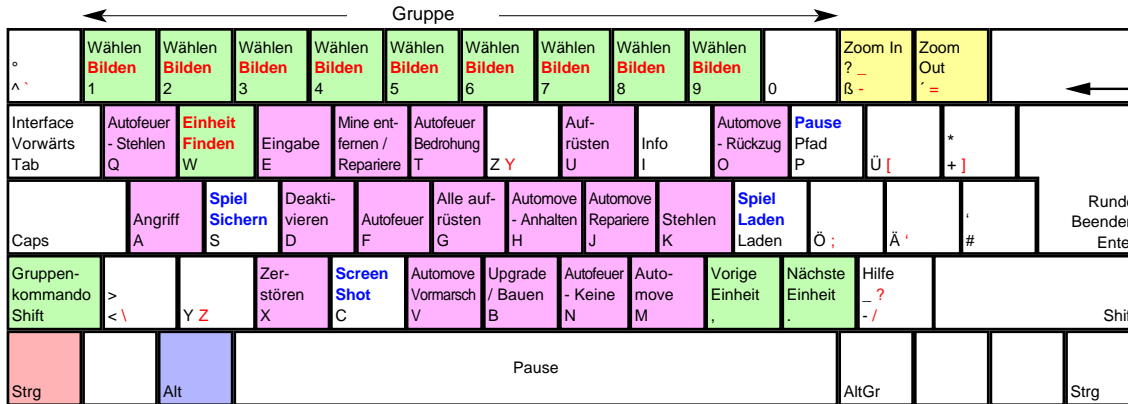 Gruppe
°
^ `
Wählen
Bilden
1
Wählen
Bilden
2
Wählen
Bilden
3
Wählen
Bilden
4
Wählen
Bilden
5
Wählen
Bilden
6
Wählen
Bilden
7
Wählen
Bilden
8
Wählen
Bilden
9
0
Zoom In
? _
ß -
Zoom
Out
´ =
Interface
Vorwärts
Tab
Autofeuer
- Stehlen
Q
Einheit
Finden
W
Eingabe
E
Mine ent-
fernen /
Repariere
Autofeuer
Bedrohung
T
Z Y
Auf-
rüsten
U
Info
I
Automove
- Rückzug
O
Pause
Pfad
P
Ü [
*
+ ]
Caps
Angriff
A
Spiel
Sichern
S
Deakti-
vieren
D
Autofeuer
F
Alle auf-
rüsten
G
Automove
- Anhalten
H
Automove
Repariere
J
Stehlen
K
Spiel
Laden
Laden
Ö ;
Ä '
'
#
Runde
Beende
Ente
Gruppen-
kommando
Shift
>
< \
Y Z
Zer-
stören
X
Screen
Shot
C
Automove
Vormarsch
V
Upgrade
/ Bauen
B
Autofeuer
- Keine
N
Auto-
move
M
Vorige
Einheit
,
Nächste
Einheit
.
Hilfe
_ ?
- /
Shif
Strg
Alt
Pause
AltGr
Strg